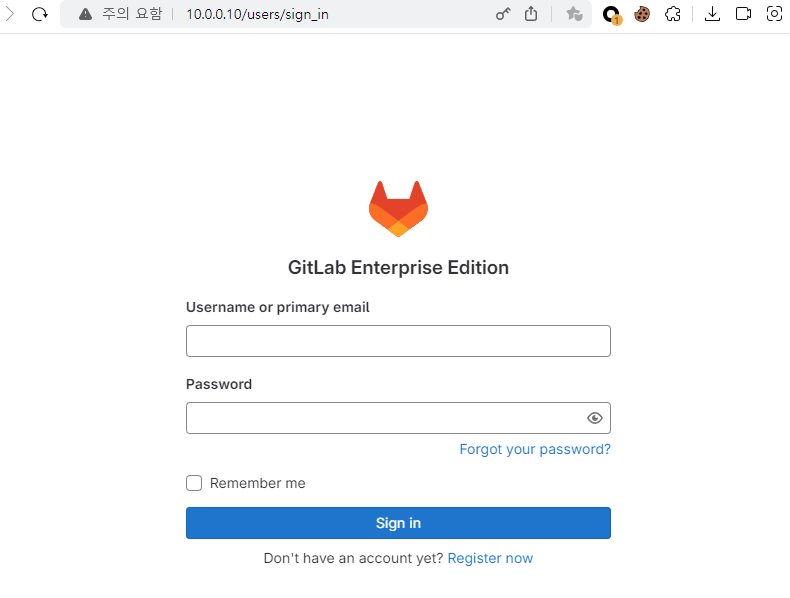 주의 요함 10.0.0.10/users/sign_in
1
GitLab Enterprise Edition
Username or primary email
Password
Forgot your password?
Remember me
Sign in
Don't have an account yet? Register now